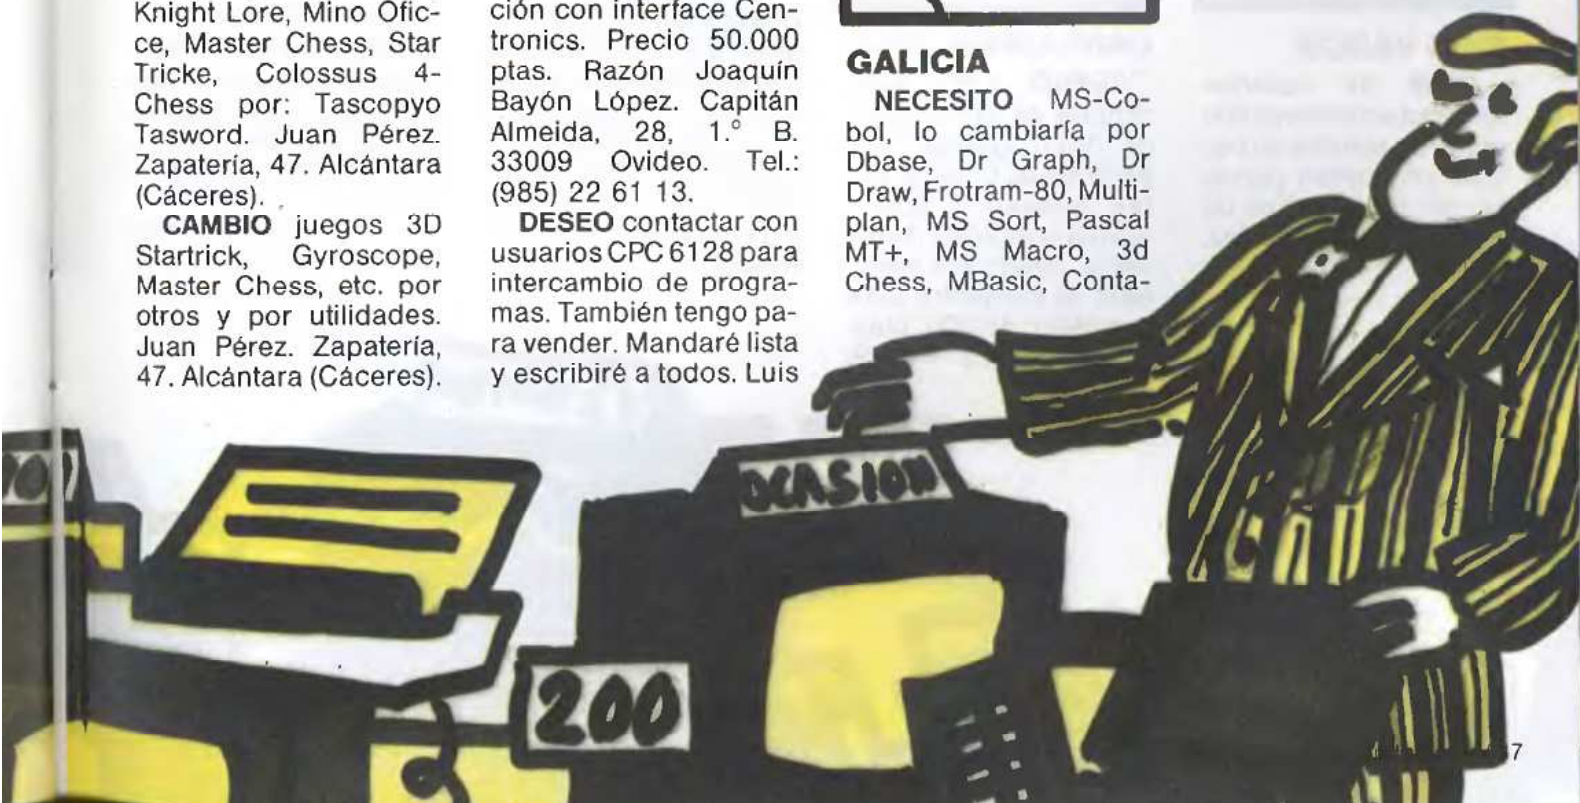 Knight Lore, Mino Ofic-
ce, Master Chess, Star
Tricke, Colossus 4-
Chess por: Tascopyo
Tasword. Juan Pérez.
Zapatería, 47. Alcántara
(Cáceres).
CAMBIO juegos 3D
Startrick, Gyroscope,
Master Chess, etc. por
otros y por utilidades.
Juan Pérez. Zapatería,
47. Alcántara (Cáceres).
ción con interface Cen-
tronics. Precio 50.000
ptas. Razón Joaquín
Bayón López. Capitán
Almeida, 28, 1.° B.
33009 Ovideo. Tel.:
(985) 22 61 13.
DESEO contactar con
usuarios CPC 6128 para
intercambio de progra-
mas. También tengo pa-
ra vender. Mandaré lista
y escribiré a todos. Luis
GALICIA
NECESITO MS-Co-
bol, lo cambiaría por
Dbase, Dr Graph, Dr
Draw, Frotram-80, Multi-
plan, MS Sort, Pascal
MT+, MS Macro, 3d
Chess, MBasic, Conta-
OCASION
200
7